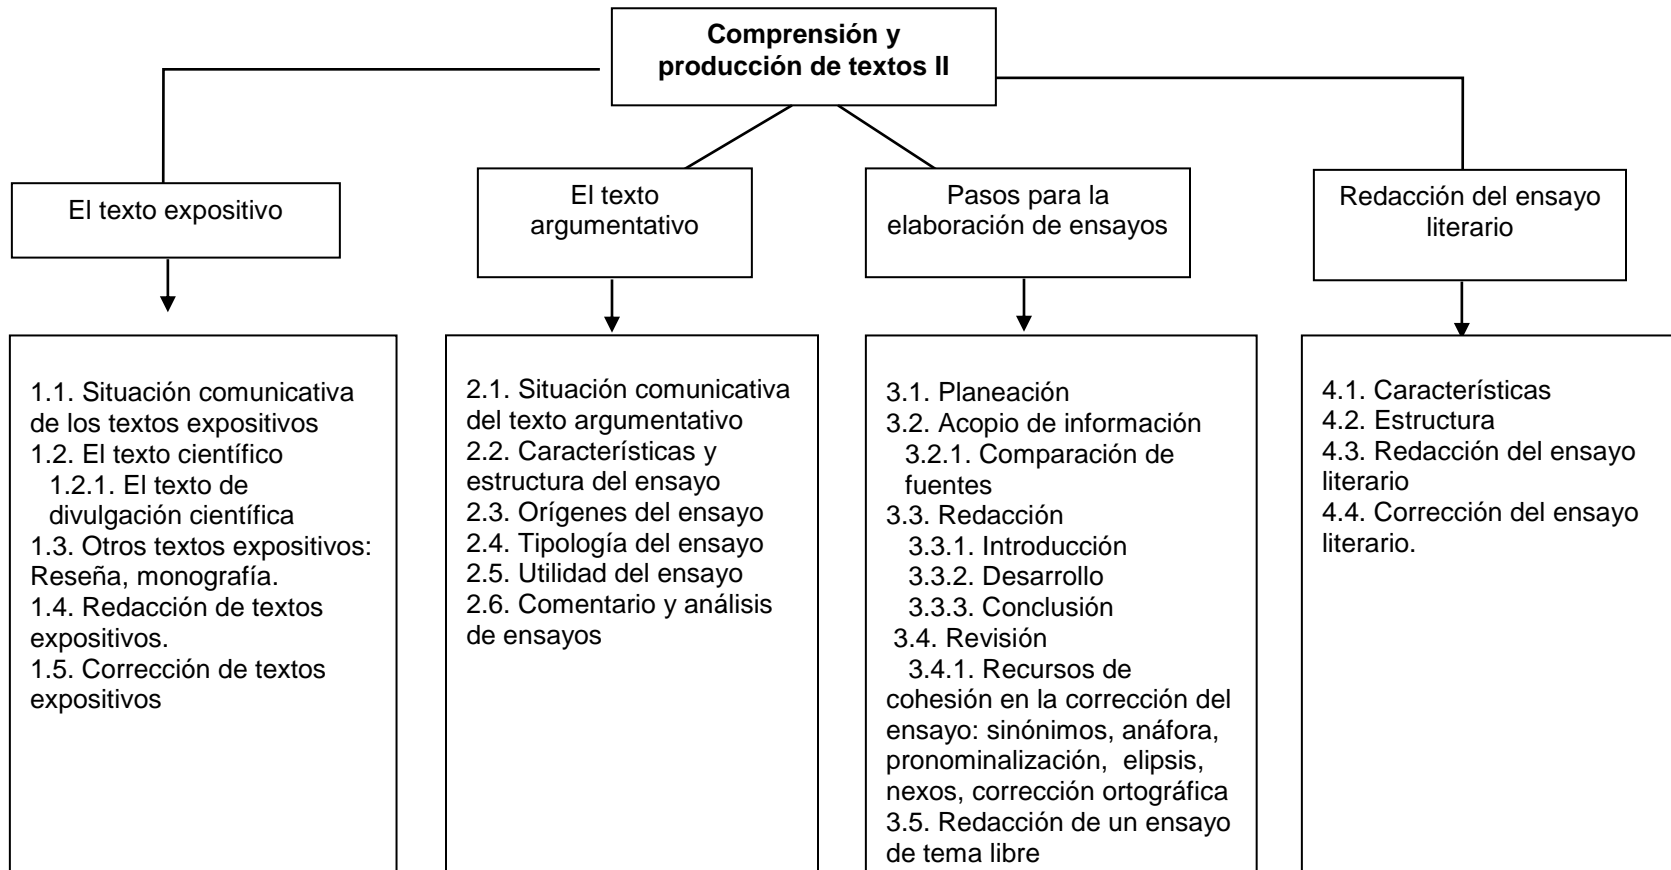 Comprensión y
producción de textos II
El texto expositivo
El texto
argumentativo
Pasos para la
elaboración de ensayos
Redacción del ensayo
literario
1.1. Situación comunicativa
de los textos expositivos
1.2. El texto científico
1.2.1. El texto de
divulgación científica
1.3. Otros textos expositivos:
Reseña, monografía.
1.4. Redacción de textos
expositivos.
1.5. Corrección de textos
expositivos
2.1. Situación comunicativa
del texto argumentativo
2.2. Características y
estructura del ensayo
2.3. Orígenes del ensayo
2.4. Tipología del ensayo
2.5. Utilidad del ensayo
2.6. Comentario y análisis
de ensayos
3.1. Planeación
3.2. Acopio de información
3.2.1. Comparación de
fuentes
3.3. Redacción
3.3.1. Introducción
3.3.2. Desarrollo
3.3.3. Conclusión
3.4. Revisión
3.4.1. Recursos de
cohesión en la corrección del
ensayo: sinónimos, anáfora,
pronominalización, elipsis,
nexos, corrección ortográfica
3.5. Redacción de un ensayo
de tema libre
4.1. Características
4.2. Estructura
4.3. Redacción del ensayo
literario
4.4. Corrección del ensayo
literario.